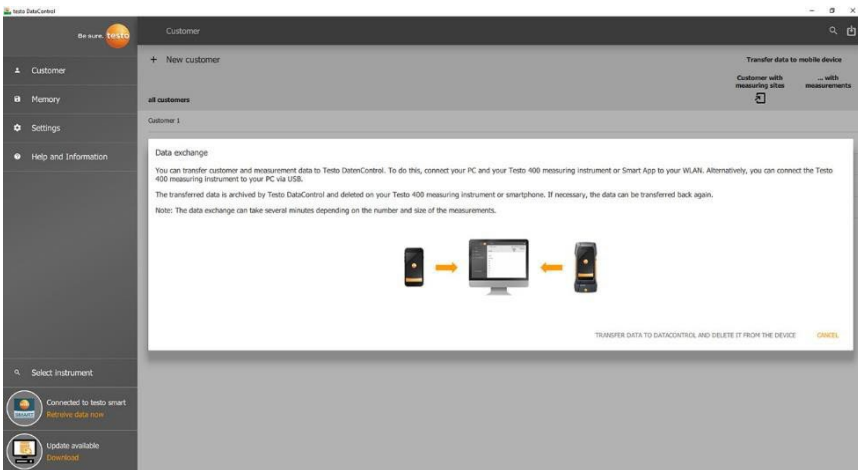 testo DataControl
Be sure. testo
Customer
Memory
Settings
Help and Information
Select instrument
SMART
Connected to testo smart
Retreive data now
Update available
Download
Customer
+ New customer
Transfer data to mobile device
Customer with
measuring sites
... with
measurements
all customers
Customer 1
Data exchange
You can transfer customer and measurement data to Testo DatenControl. To do this, connect your PC and your Testo 400 measuring instrument or Smart App to your WLAN. Alternatively, you can connect the Testo
400 measuring instrument to your PC via USB.
The transferred data is archived by Testo DataControl and deleted on your Testo 400 measuring instrument or smartphone. If necessary, the data can be transferred back again.
Note: The data exchange can take several minutes depending on the number and size of the measurements.
TRANSFER DATA TO DATACONTROL AND DELETE IT FROM THE DEVICE
CANCEL